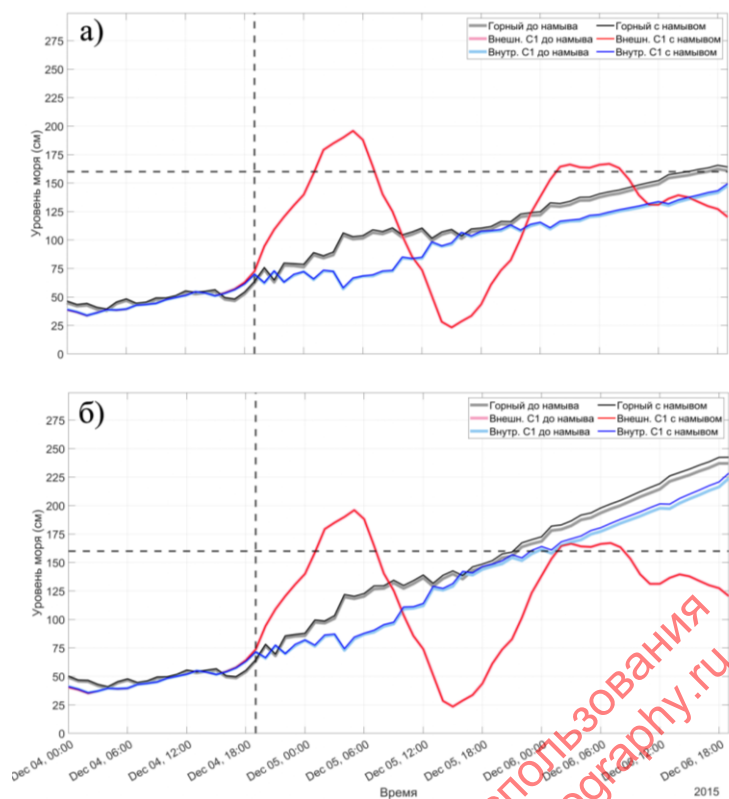 а)
Горный до намыва
Горный с намывом
Внешн. С1 до намыва
Внешн. С1 с намывом
Внутр. С1 до намыва
Внутр. С1 с намывом
275
250
225
200
175
150
125
100
75
50
25
0
Уровень моря (см)
б)
Горный до намыва
Горный с намывом
Внешн. С1 до намыва
Внешн. С1 с намывом
Внутр. С1 до намыва
Внутр. С1 с намывом
275
250
225
200
175
150
125
100
75
50
25
0
Уровень моря (см)
Dec 04, 00:00
Dec 04, 06:00
Dec 04, 12:00
Dec 04, 18:00
Dec 05, 00:00
Dec 05, 06:00
Dec 05, 12:00
Dec 05, 18:00
Dec 06, 00:00
Dec 06, 06:00
Dec 06, 12:00
Dec 06, 18:00
Время
2015